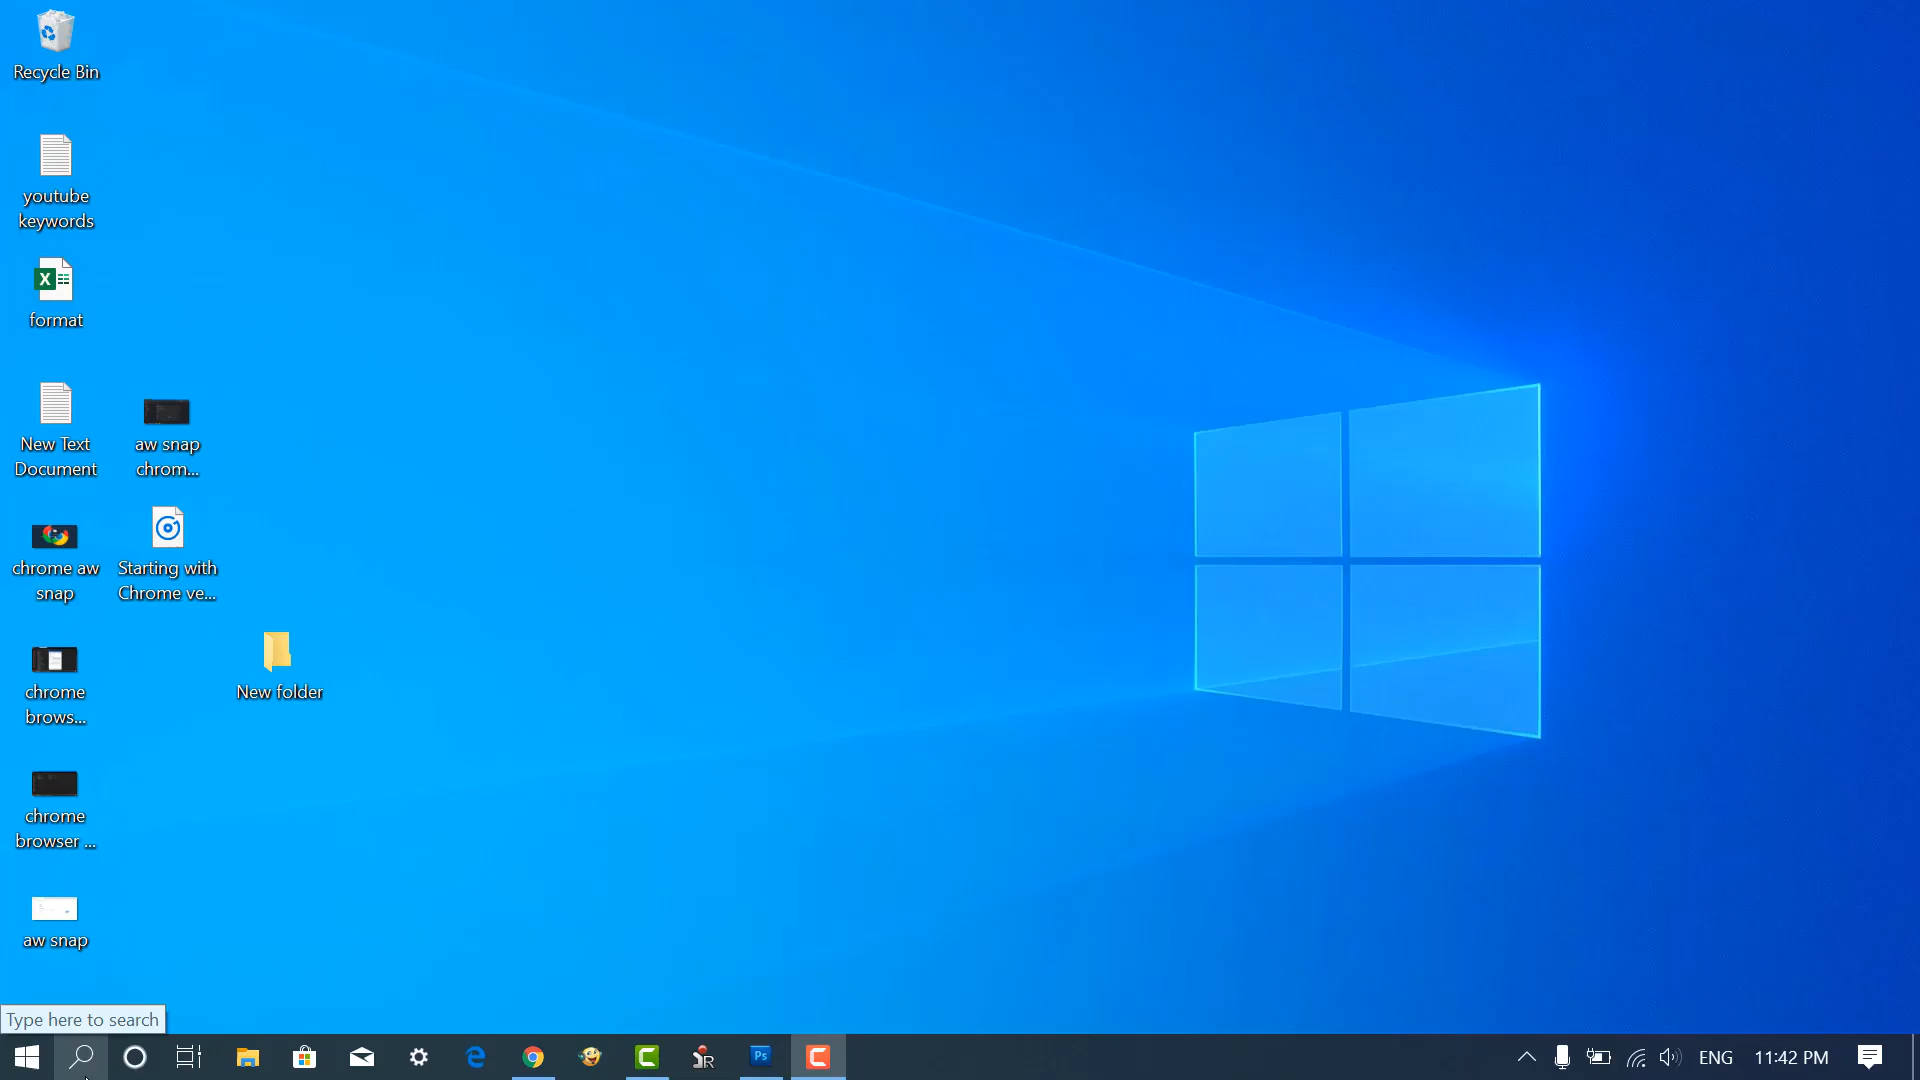 Recycle Bin
youtube
keywords
format
New Text
Document
aw snap
chrom...
chrome aw
snap
Starting with
Chrome ve...
chrome
brows...
New folder
chrome
browser ...
aw snap
Type here to search
Ps
ENG
11:42 PM